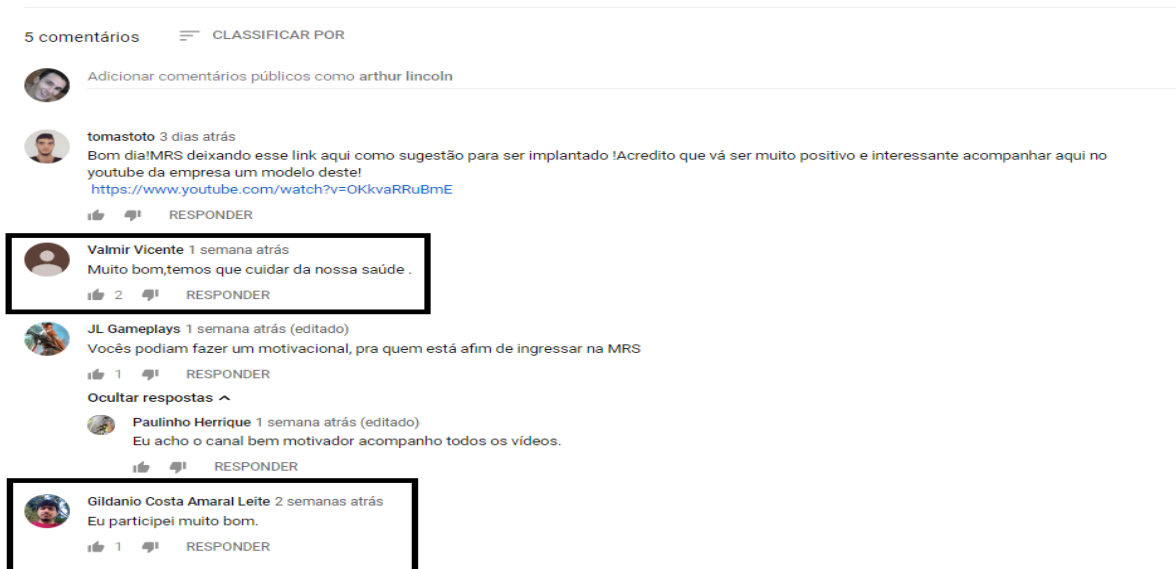 5 comentários CLASSIFICAR POR
Adicionar comentários públicos como arthur lincoln
tomastoto 3 dias atrás
Bom dia!MRS deixando esse link aqui como sugestão para ser implantado !Acredito que vá ser muito positivo e interessante acompanhar aqui no
youtube da empresa um modelo deste!
https://www.youtube.com/watch?v=OKkvaRRuBmE
RESPONDER
Valmir Vicente 1 semana atrás
Muito bom,temos que cuidar da nossa saúde .
2 RESPONDER
JL Gameplays 1 semana atrás (editado)
Vocês podiam fazer um motivacional, pra quem está afim de ingressar na MRS
1 RESPONDER
Ocultar respostas
Paulinho Herrique 1 semana atrás (editado)
Eu acho o canal bem motivador acompanho todos os vídeos.
RESPONDER
Gildanio Costa Amaral Leite 2 semanas atrás
Eu participei muito bom.
1 RESPONDER